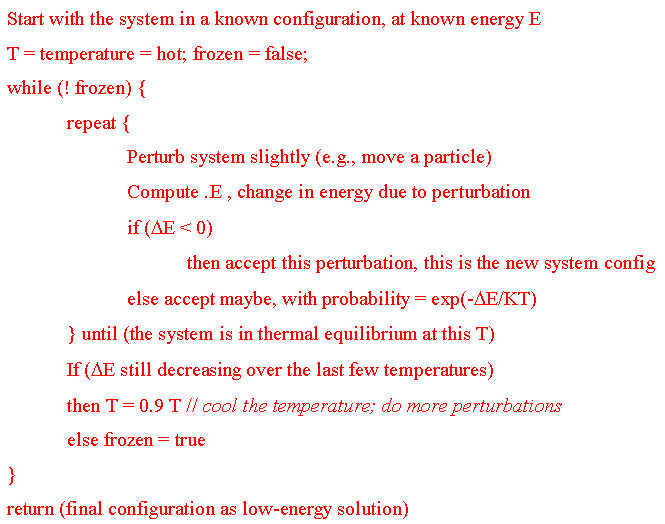 Start with the system in a known configuration, at known energy E
T = temperature = hot; frozen = false;
while (! frozen) {
repeat {
Perturb system slightly (e.g., move a particle)
Compute .E , change in energy due to perturbation
if (ΔE < 0)
then accept this perturbation, this is the new system config
else accept maybe, with probability = exp(-ΔE/KT)
} until (the system is in thermal equilibrium at this T)
If (ΔE still decreasing over the last few temperatures)
then T = 0.9 T // cool the temperature; do more perturbations
else frozen = true
}
return (final configuration as low-energy solution)